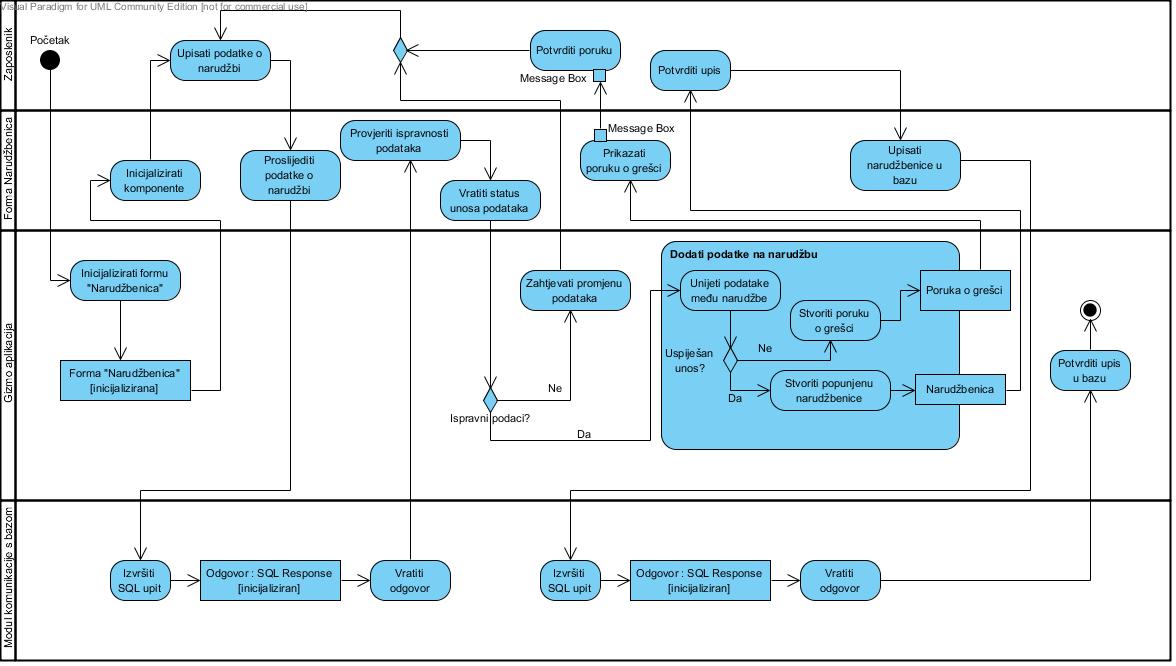 Visual Paradigm for UML Community Edition [not for commercial use]
Zaposlenik
Početak
Upisati podatke o
narudžbi
Potvrditi poruku
Message Box
Potvrditi upis
Forma Narudžbenica
Inicijalizirati
komponente
Proslijediti
podatke o
narudžbi
Provjeriti ispravnosti
podataka
Vratiti status
unosa podataka
Message Box
Prikazati
poruku o grešci
Upisati
narudžbenice u
bazu
Gizmo aplikacija
Inicijalizirati formu
"Narudžbenica"
Forma "Narudžbenica"
[inicijalizirana]
Zahtjevati promjenu
podataka
Ispravni podaci?
Ne
Da
Dodati podatke na narudžbu
Unijeti podatake
među narudžbe
Uspiješan
unos?
Ne
Da
Stvoriti poruku
o grešci
Poruka o grešci
Stvoriti popunjenu
narudžbenice
Narudžbenica
Potvrditi upis
u bazu
Modul komunikacije s bazom
Izvršiti
SQL upit
Odgovor : SQL Response
[inicijaliziran]
Vratiti
odgovor
Izvršiti
SQL upit
Odgovor : SQL Response
[inicijaliziran]
Vratiti
odgovor